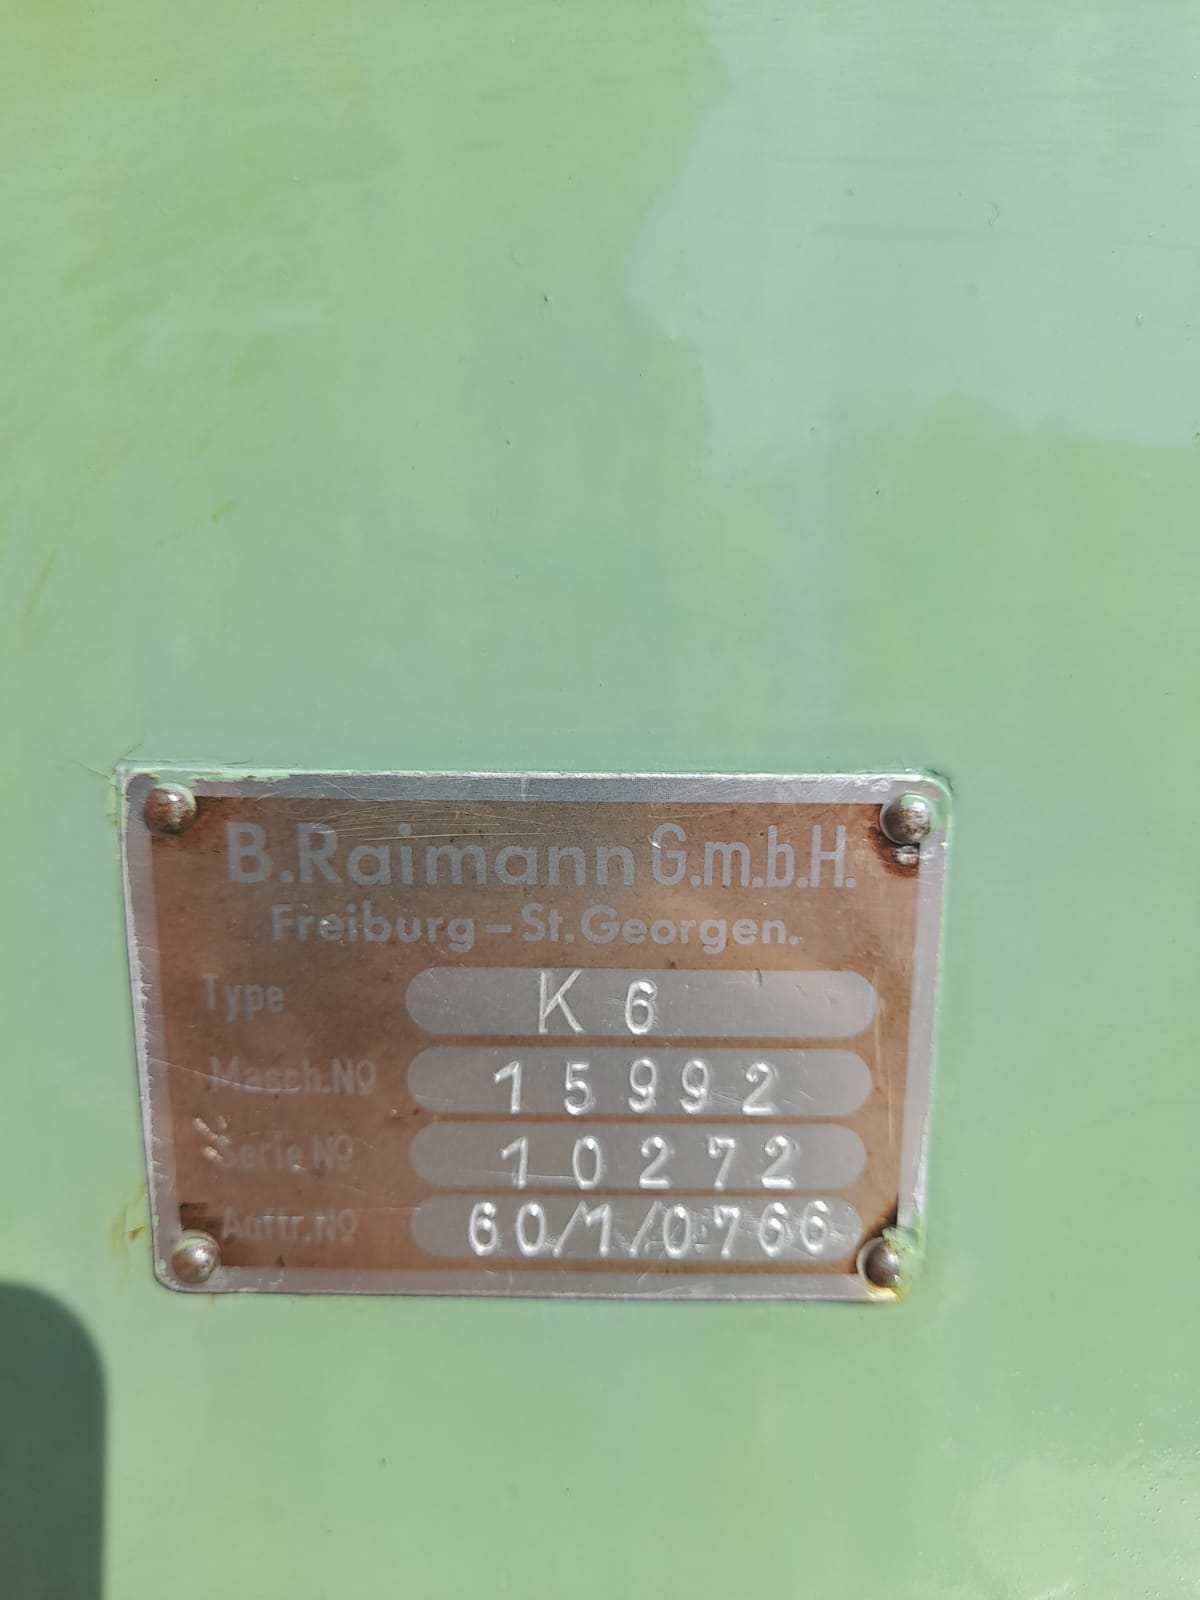 B. Raimann G.m.b.H.
Freiburg – St. Georgen.
Type K 6
Masch. Nº 15992
Serie Nº 10272
Auftr. Nº 60/1/0766